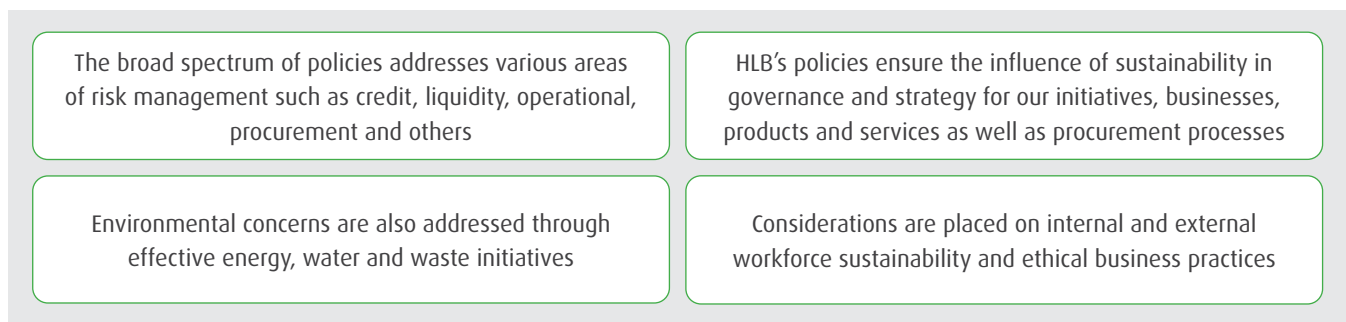 The broad spectrum of policies addresses various areas
of risk management such as credit, liquidity, operational,
procurement and others
HLB’s policies ensure the influence of sustainability in
governance and strategy for our initiatives, businesses,
products and services as well as procurement processes
Environmental concerns are also addressed through
effective energy, water and waste initiatives
Considerations are placed on internal and external
workforce sustainability and ethical business practices